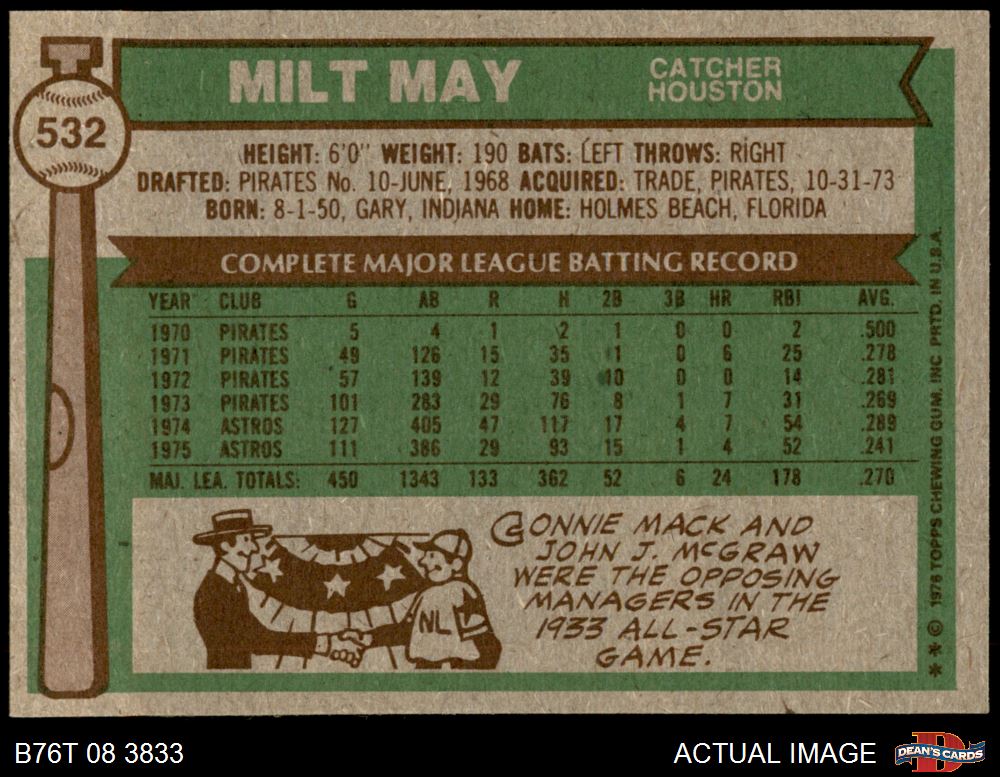 MILT MAY
CATCHER
HOUSTON
532
HEIGHT: 6'0" WEIGHT: 190 BATS: LEFT THROWS: RIGHT
DRAFTED: PIRATES No. 10-JUNE, 1968 ACQUIRED: TRADE, PIRATES, 10-31-73
BORN: 8-1-50, GARY, INDIANA HOME: HOLMES BEACH, FLORIDA
COMPLETE MAJOR LEAGUE BATTING RECORD
YEAR CLUB G AB R H 2B 3B HR RBI AVG.
1970 PIRATES 5 4 1 2 1 0 0 2 .500
1971 PIRATES 49 126 15 35 1 0 6 25 .278
1972 PIRATES 57 139 12 39 10 0 0 14 .281
1973 PIRATES 101 283 29 76 8 1 7 31 .269
1974 ASTROS 127 405 47 117 17 4 7 54 .289
1975 ASTROS 111 386 29 93 15 1 4 52 .241
MAJ. LEA. TOTALS: 450 1343 133 362 52 6 24 178 .270
CONNIE MACK AND
JOHN J. McGRAW
WERE THE OPPOSING
MANAGERS IN THE
1933 ALL-STAR
GAME.
NL
* * © 1976 TOPPS CHEWING GUM, INC. PRTD. IN U.S.A.
B76T 08 3833
ACTUAL IMAGE
D
DEAN'S CARDS